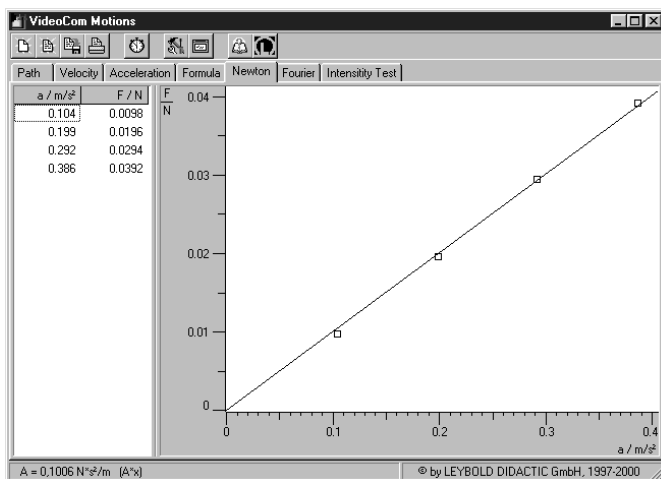 VideoCom Motions
Path Velocity Acceleration Formula Newton Fourier Intensitity Test
a / m/s² F / N
0.104 0.0098
0.199 0.0196
0.292 0.0294
0.386 0.0392
F
N
0.04
0.03
0.02
0.01
0
0 0.1 0.2 0.3 0.4
a / m/s²
A = 0,1006 N*s²/m (A*x) © by LEYBOLD DIDACTIC GmbH, 1997-2000